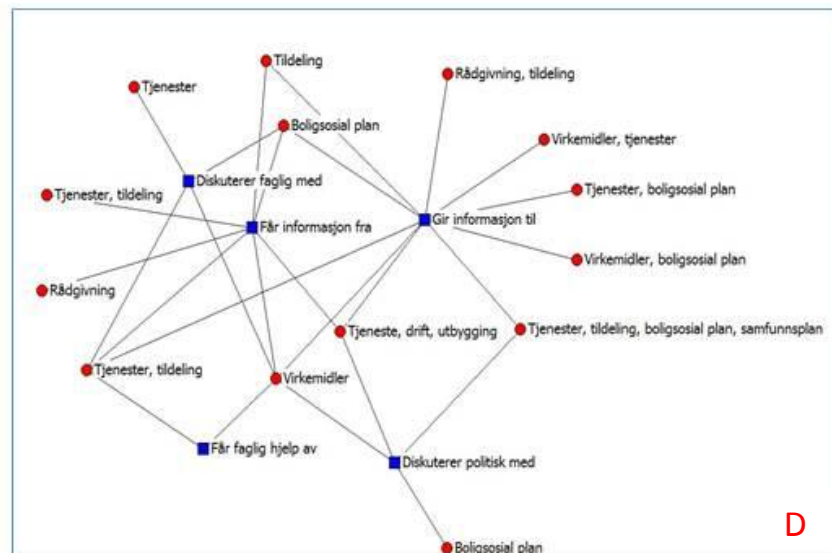 Tildeling
Rådgivning, tildeling
Tjenester
Boligsosial plan
Virkemidler, tjenester
Diskuterer faglig med
Tjenester, boligsosial plan
Tjenester, tildeling
Gir informasjon til
Får informasjon fra
Virkemidler, boligsosial plan
Rådgivning
Tjenester, tildeling, boligsosial plan, samfunnsplan
Tjeneste, drift, utbygging
Tjenester, tildeling
Virkemidler
Får faglig hjelp av
Diskuterer politisk med
D
Boligsosial plan